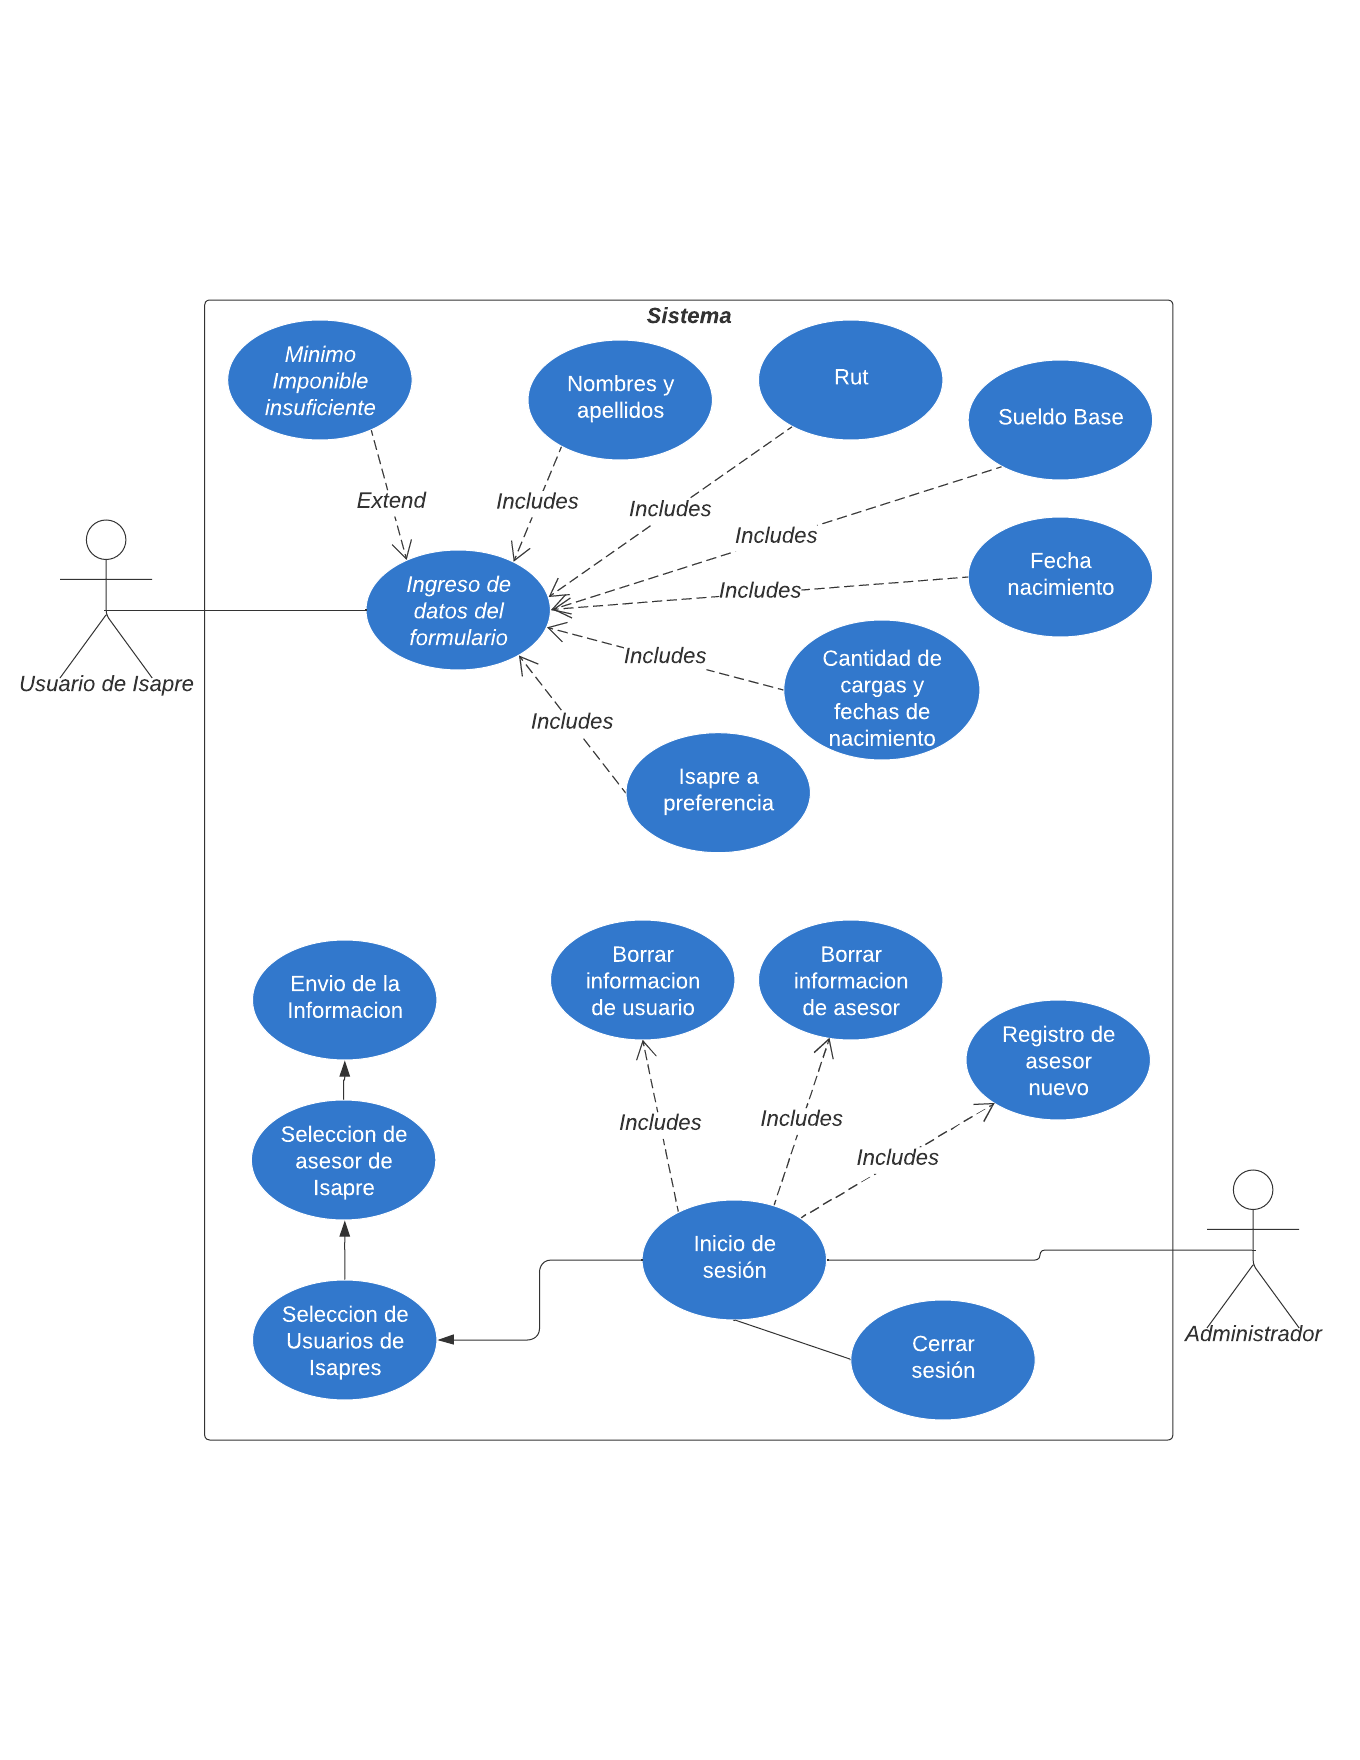 Sistema
Minimo
Imponible
insuficiente
Nombres y
apellidos
Rut
Sueldo Base
Extend
Includes
Includes
Includes
Fecha
nacimiento
Includes
Ingreso de
datos del
formulario
Usuario de Isapre
Includes
Cantidad de
cargas y
fechas de
nacimiento
Includes
Isapre a
preferencia
Envio de la
Informacion
Borrar
informacion
de usuario
Borrar
informacion
de asesor
Registro de
asesor
nuevo
Seleccion de
asesor de
Isapre
Includes
Includes
Includes
Inicio de
sesión
Seleccion de
Usuarios de
Isapres
Cerrar
sesión
Administrador